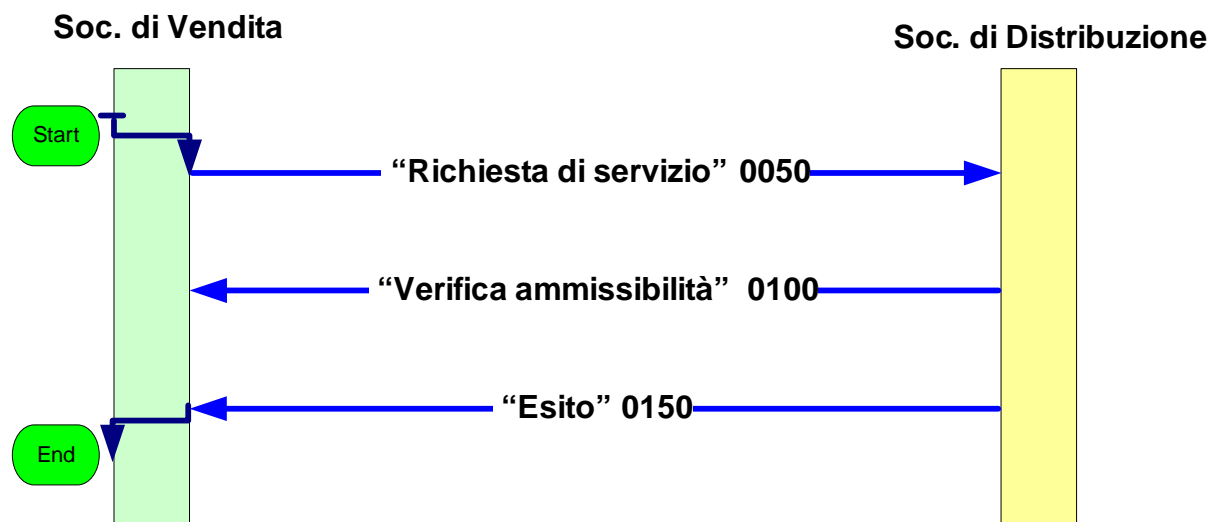 Soc. di Vendita
Soc. di Distribuzione
Start
“Richiesta di servizio” 0050
“Verifica ammissibilità” 0100
“Esito” 0150
End